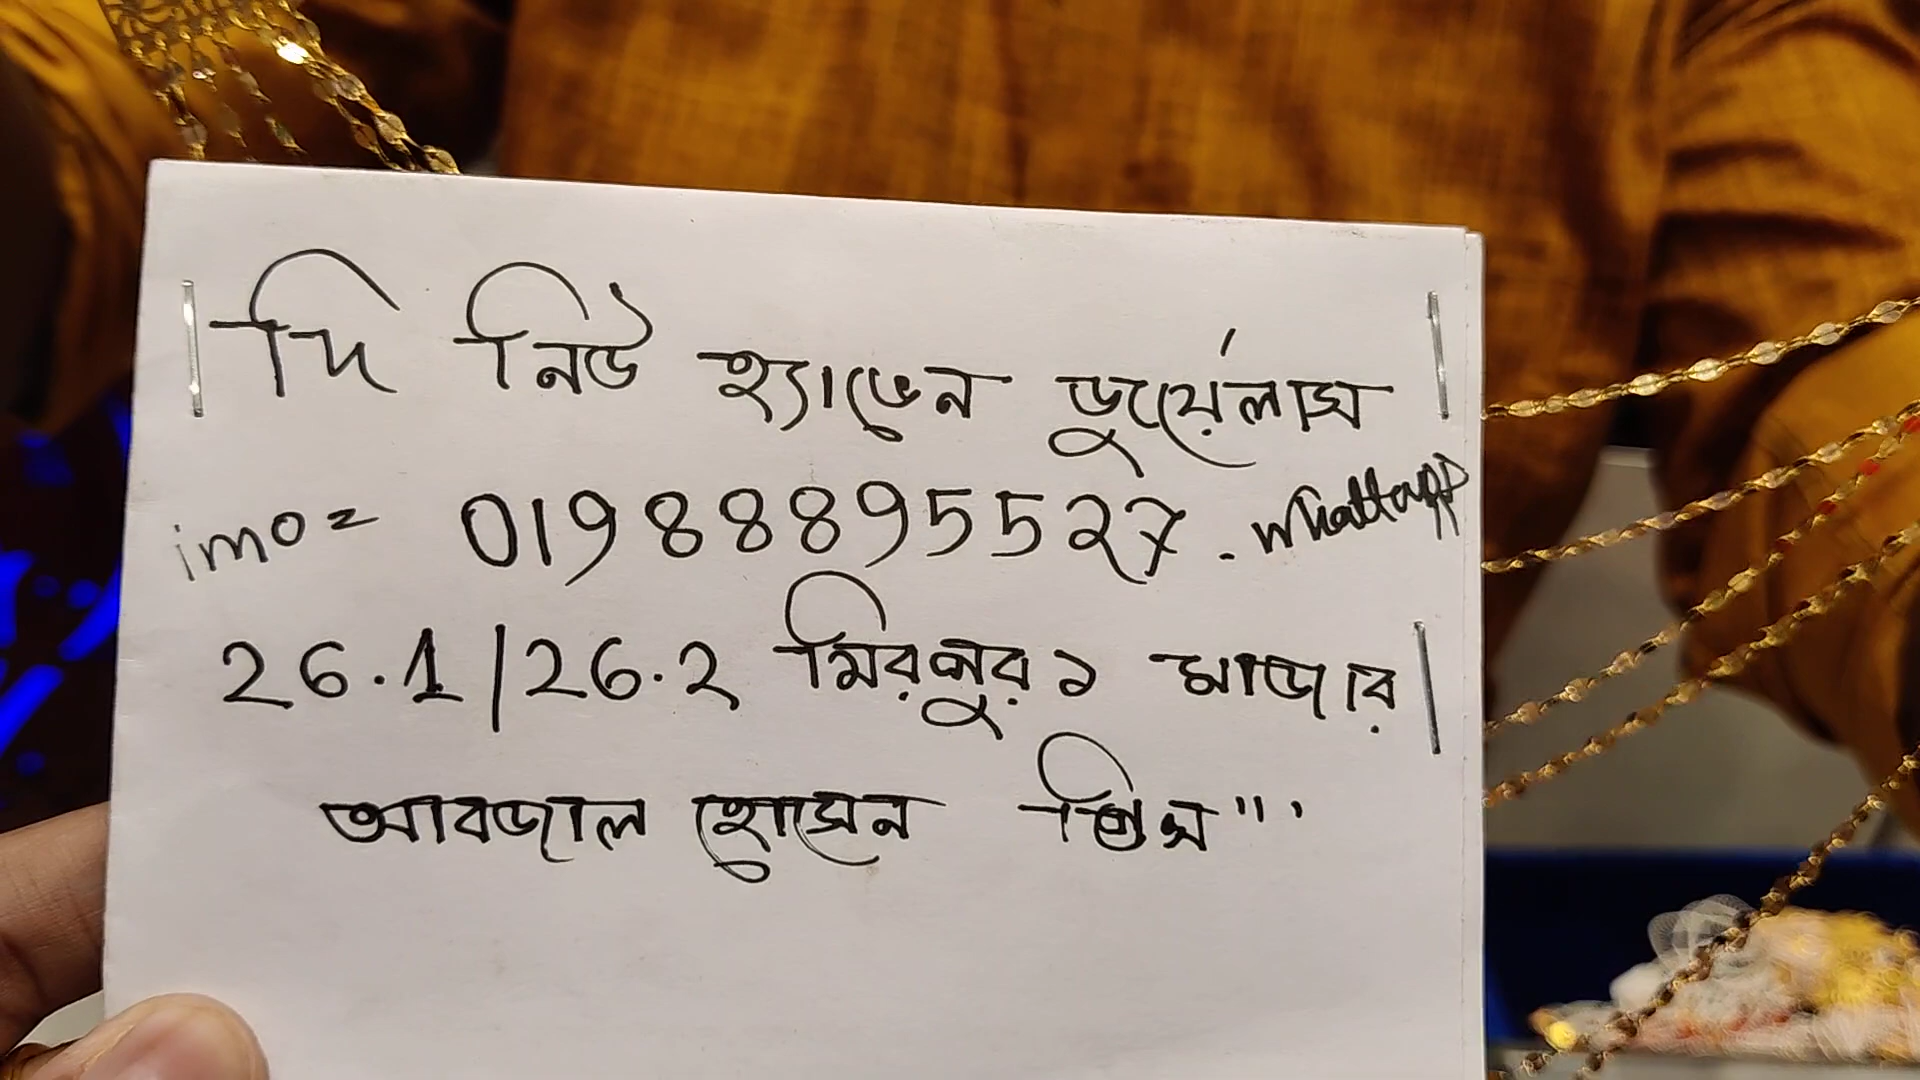 দি নিউ হ্যাভেন জুয়েলার্স
imo = 01988895527. whattapp
26.1|26.2 মিরপুর ১ মাজার
আবজাল হোসেন প্রিন্স"'